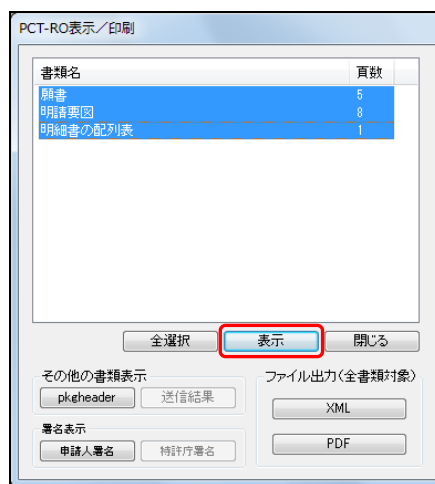 PCT-RO表示／印刷
書類名 頁数
願書 5
明請要図 8
明細書の配列表 1
全選択 表示 閉じる
その他の書類表示 ファイル出力(全書類対象)
pkgheader 送信結果 XML
署名表示
申請人署名 特許庁署名 PDF